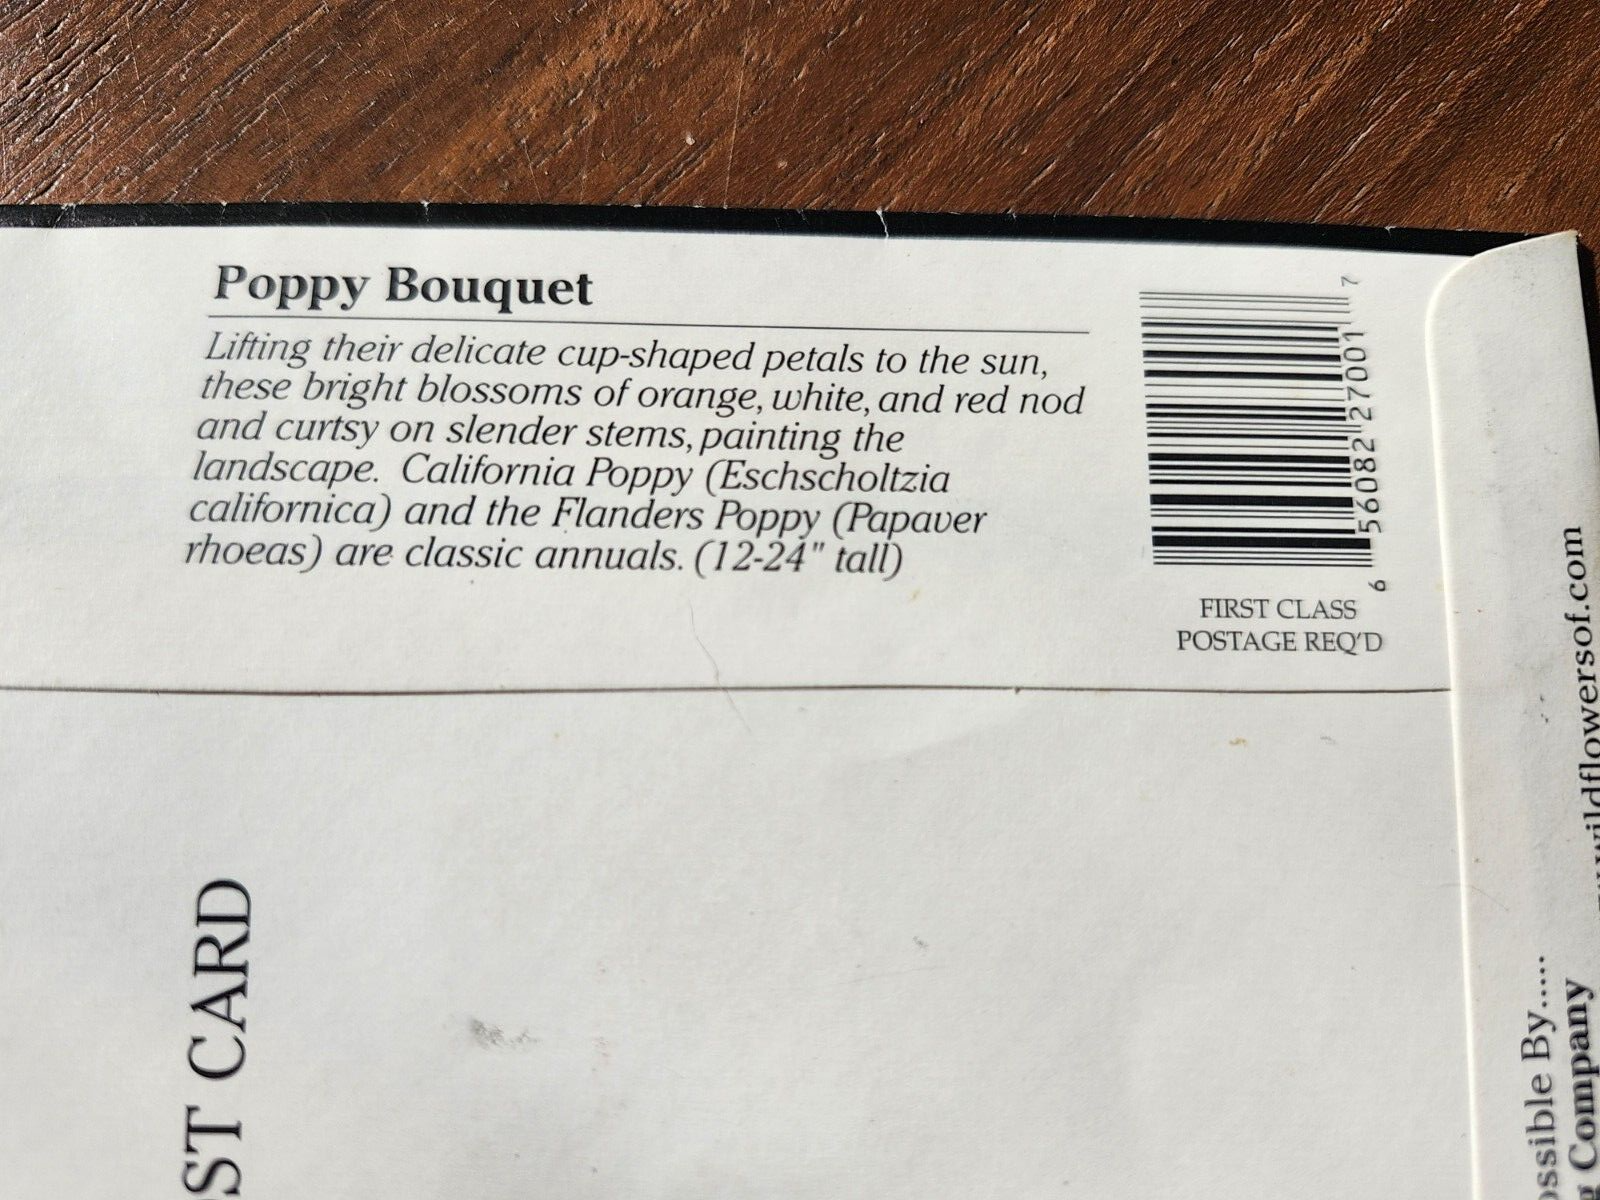 Poppy Bouquet
Lifting their delicate cup-shaped petals to the sun,
these bright blossoms of orange, white, and red nod
and curtsy on slender stems, painting the
landscape. California Poppy (Eschscholtzia
californica) and the Flanders Poppy (Papaver
rhoeas) are classic annuals. (12-24" tall)
6 56082 27001 7
FIRST CLASS
POSTAGE REQ'D
OST CARD
wildflowersof.com
ossible By.....
g Company